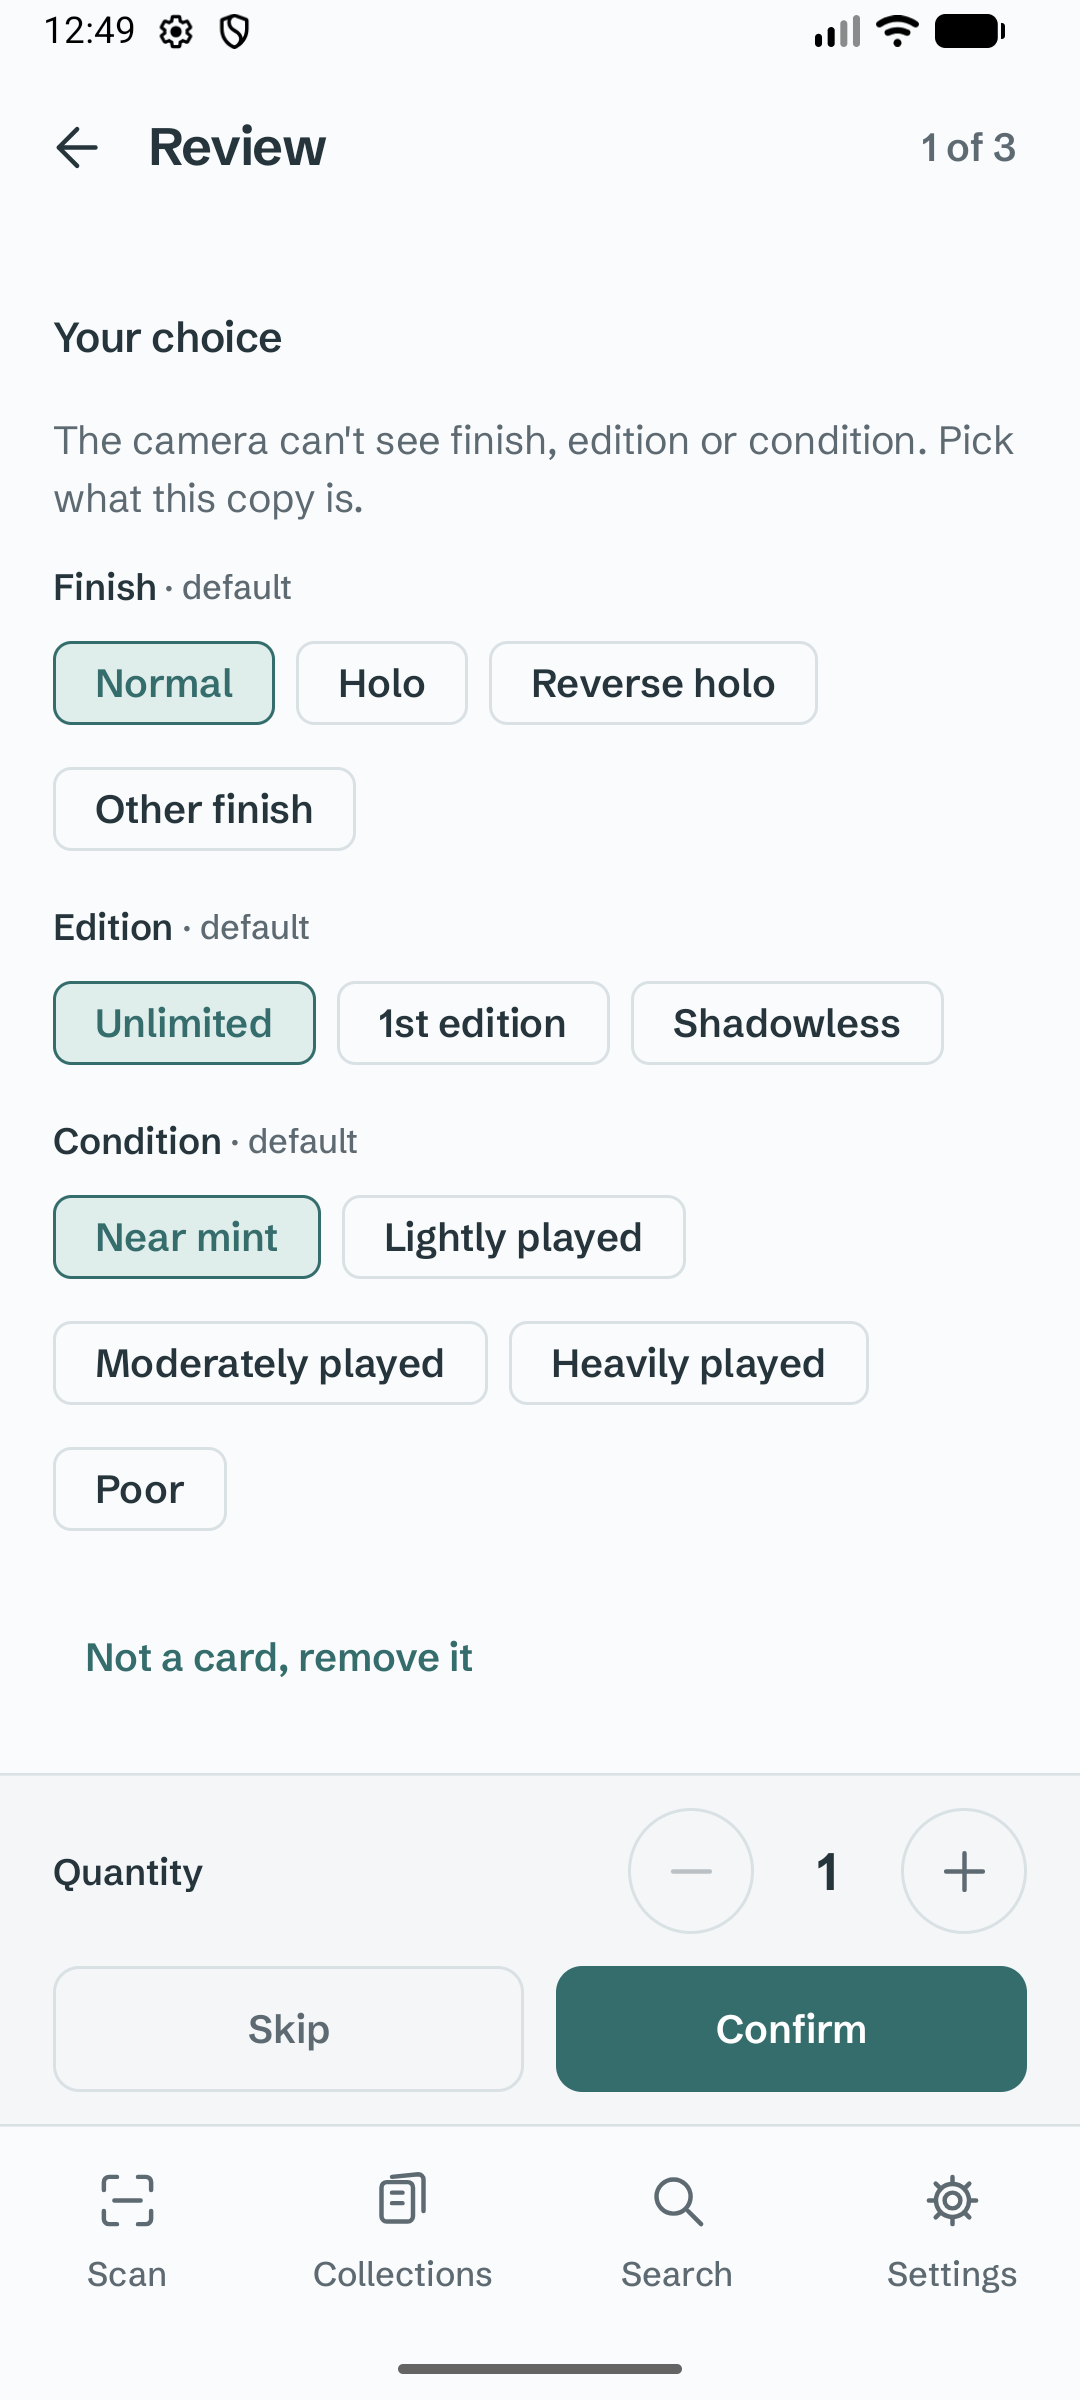 12:49
Review
1 of 3
Your choice
The camera can't see finish, edition or condition. Pick
what this copy is.
Finish · default
Normal
Holo
Reverse holo
Other finish
Edition · default
Unlimited
1st edition
Shadowless
Condition · default
Near mint
Lightly played
Moderately played
Heavily played
Poor
Not a card, remove it
Quantity
1
Skip
Confirm
Scan
Collections
Search
Settings